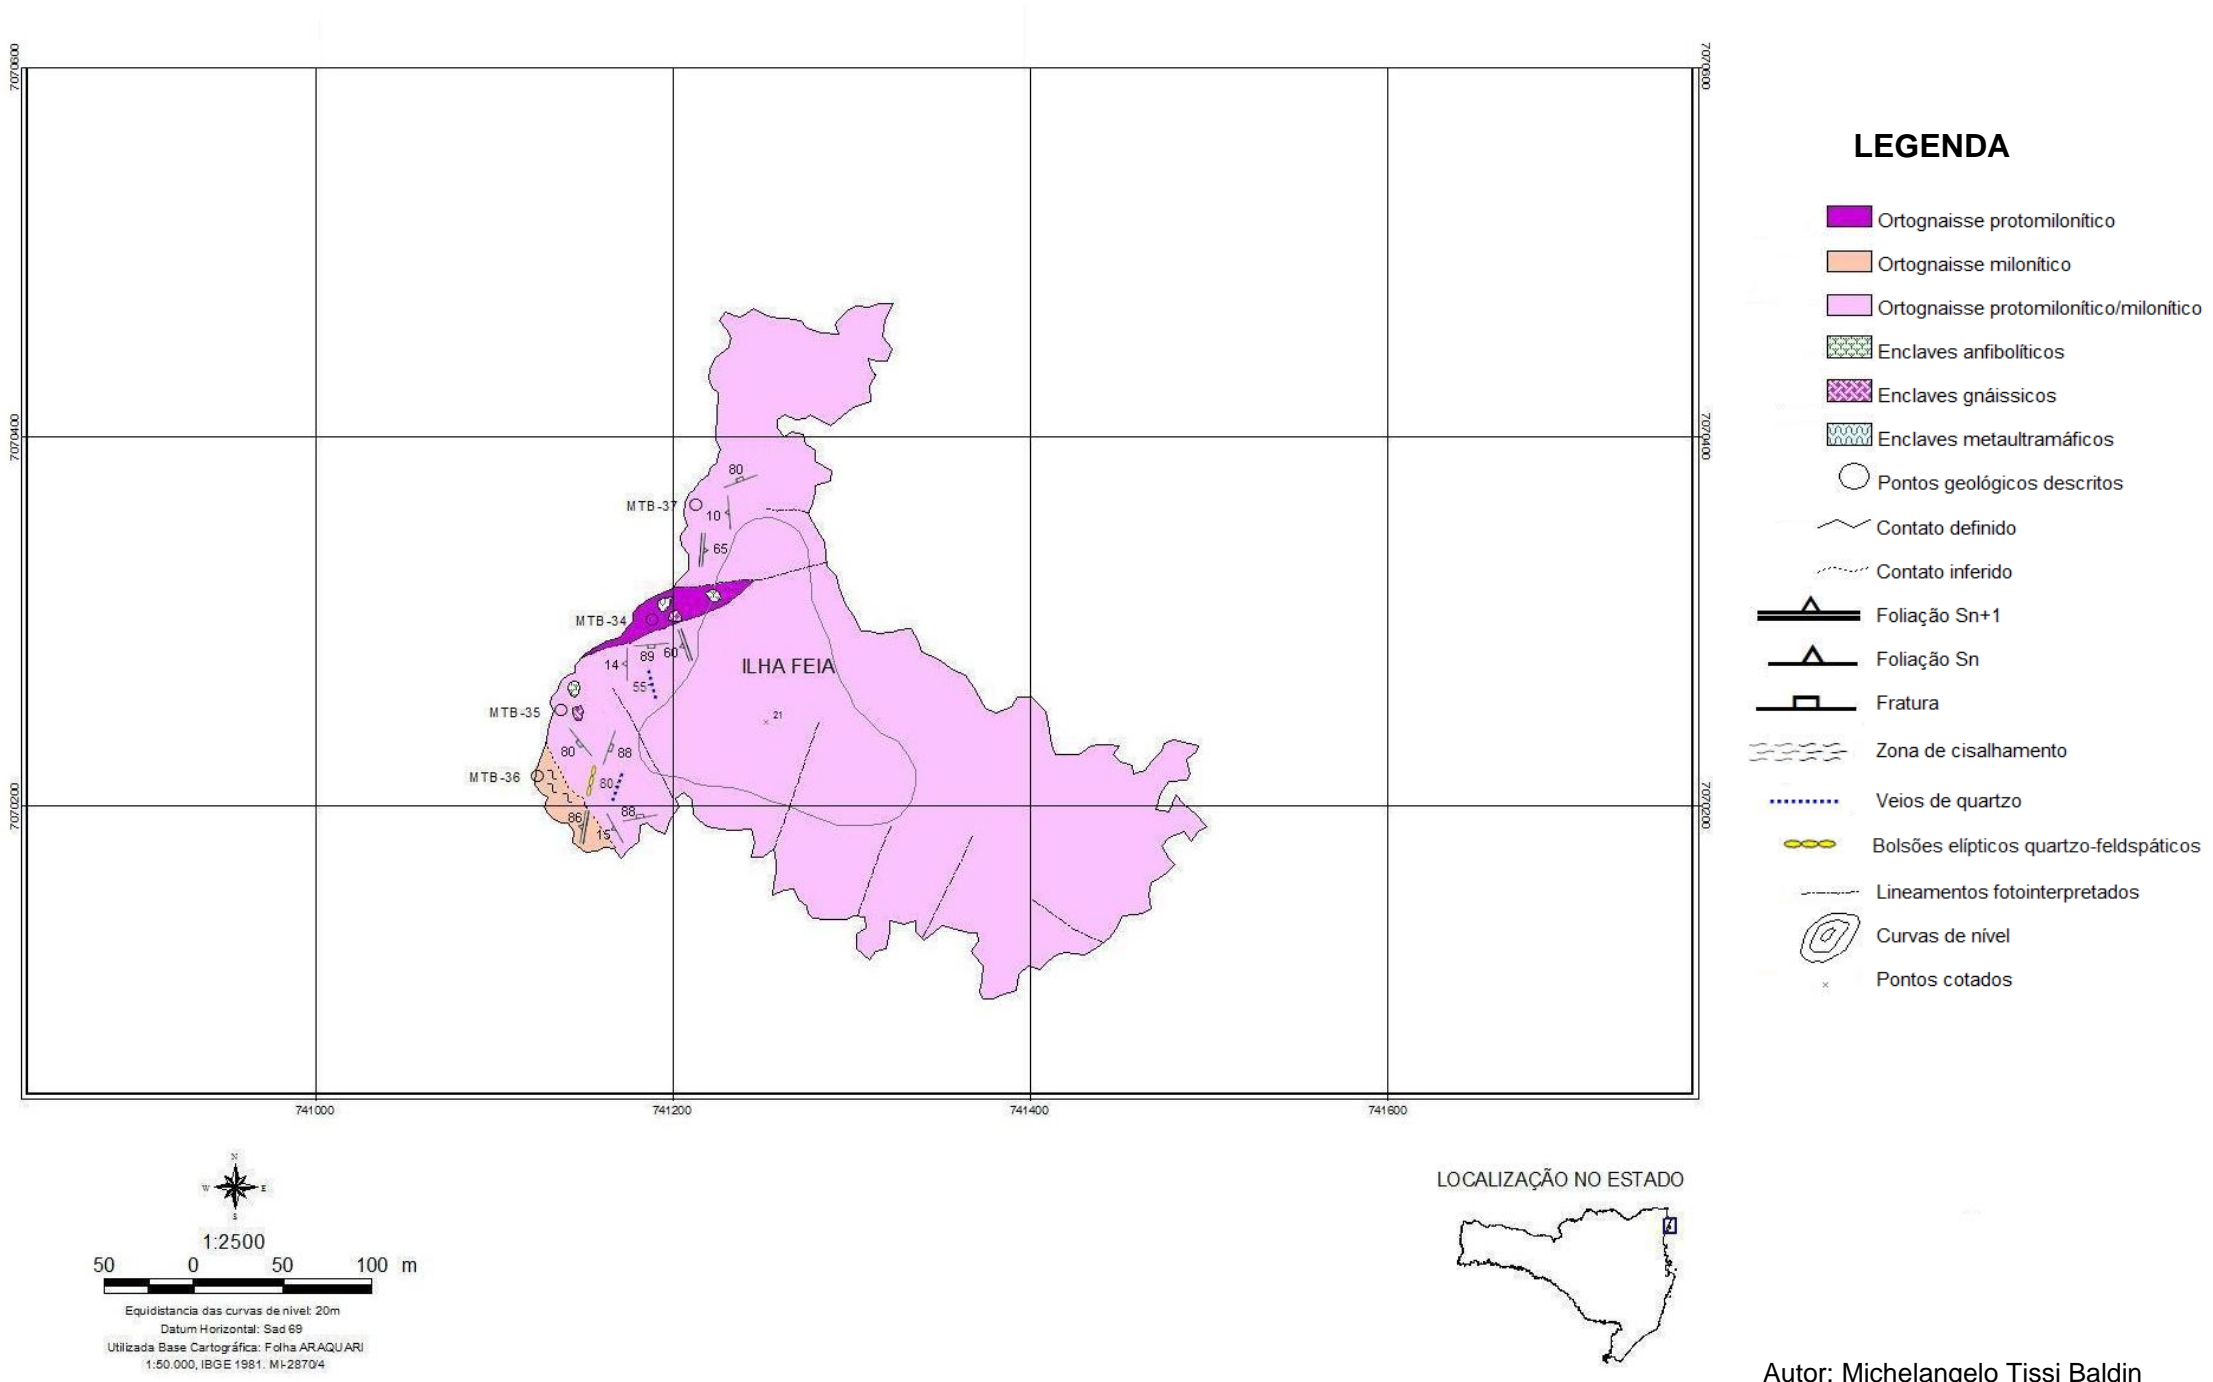 7070600
7070600
LEGENDA
Ortognaisse protomilonítico
Ortognaisse milonítico
Ortognaisse protomilonítico/milonítico
Enclaves anfibolíticos
Enclaves gnáissicos
Enclaves metaultramáficos
Pontos geológicos descritos
Contato definido
Contato inferido
Foliação Sn+1
Foliação Sn
Fratura
Zona de cisalhamento
Veios de quartzo
Bolsões elípticos quartzo-feldspáticos
Lineamentos fotointerpretados
Curvas de nível
Pontos cotados
7070400
7070400
80
MTB-37
10
65
MTB-34
14
89
60
ILHA FEIA
55
MTB-35
21
80
88
MTB-36
80
7070200
7070200
86
88
15
741000
741200
741400
741600
N
W
E
S
1:2500
50 0 50 100 m
Equidistancia das curvas de nivel: 20m
Datum Horizontal: Sad 69
Utilizada Base Cartográfica: Folha ARAQUARI
1:50.000, IBGE 1981. MI-2870/4
LOCALIZAÇÃO NO ESTADO
Autor: Michelangelo Tissi Baldin